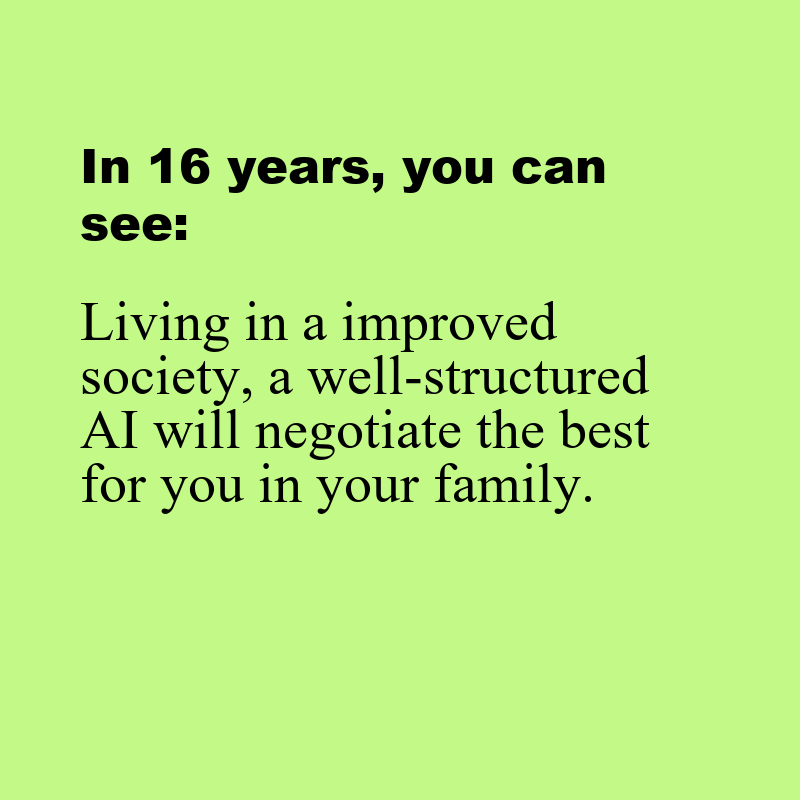 In 16 years, you can
see:
Living in a improved
society, a well-structured
AI will negotiate the best
for you in your family.